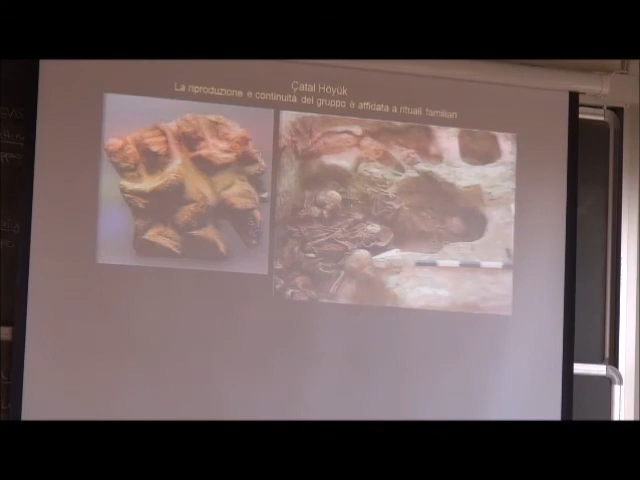 Çatal Höyük
La riproduzione e continuità del gruppo è affidata a rituali familiari